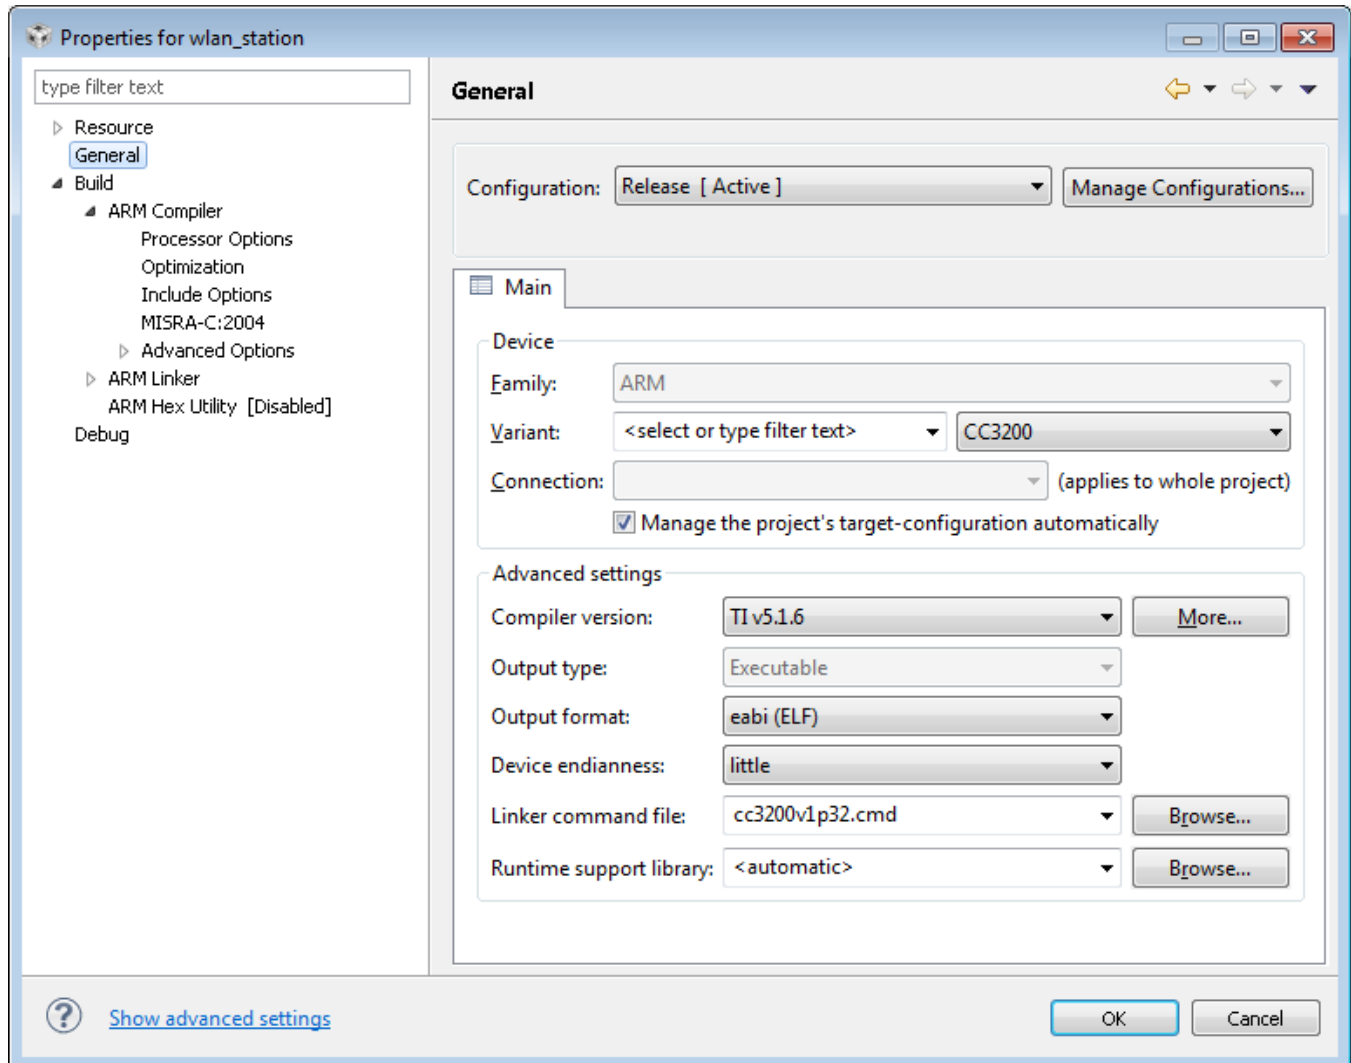 Properties for wlan_station
type filter text
Resource
General
Build
ARM Compiler
Processor Options
Optimization
Include Options
MISRA-C:2004
Advanced Options
ARM Linker
ARM Hex Utility [Disabled]
Debug
General
Configuration: Release [ Active ] Manage Configurations...
Main
Device
Family: ARM
Variant: <select or type filter text> CC3200
Connection: (applies to whole project)
Manage the project's target-configuration automatically
Advanced settings
Compiler version: TI v5.1.6 More...
Output type: Executable
Output format: eabi (ELF)
Device endianness: little
Linker command file: cc3200v1p32.cmd Browse...
Runtime support library: <automatic> Browse...
? Show advanced settings OK Cancel